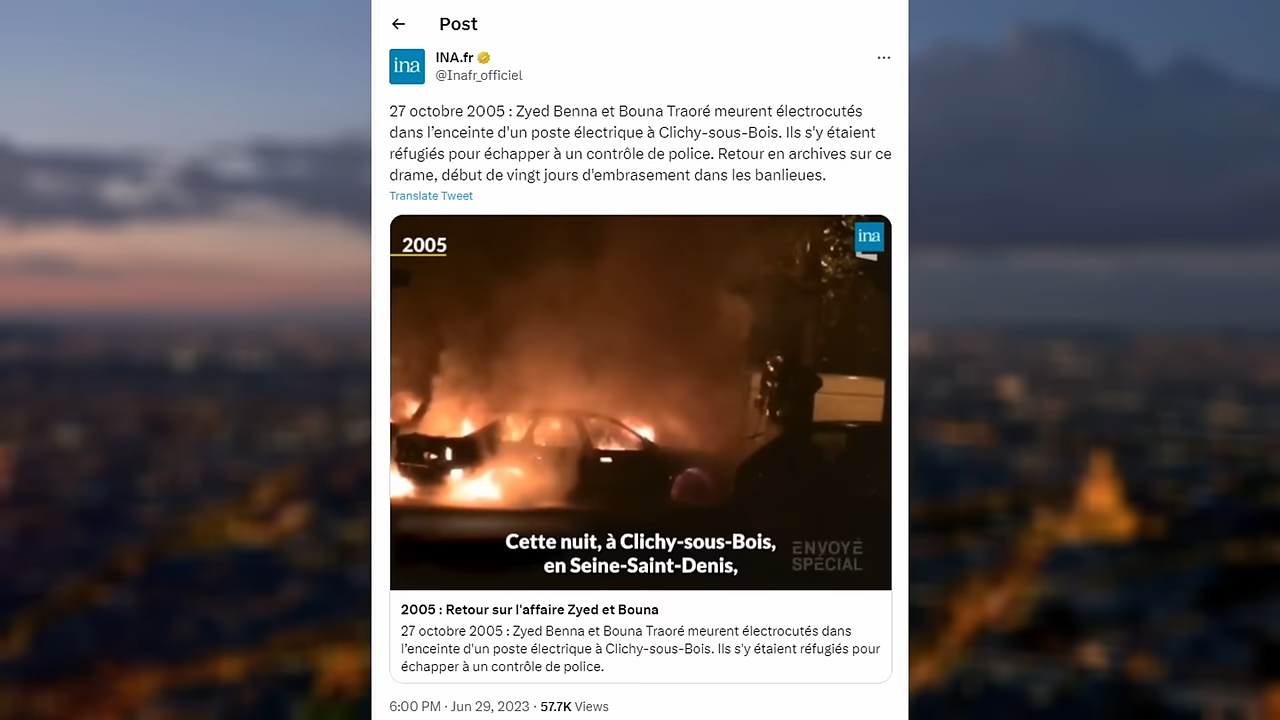 Post
ina
INA.fr
@Inafr_officiel
27 octobre 2005 : Zyed Benna et Bouna Traoré meurent électrocutés
dans l’enceinte d'un poste électrique à Clichy-sous-Bois. Ils s'y étaient
réfugiés pour échapper à un contrôle de police. Retour en archives sur ce
drame, début de vingt jours d'embrasement dans les banlieues.
Translate Tweet
2005
ina
Cette nuit, à Clichy-sous-Bois,
en Seine-Saint-Denis,
ENVOYÉ
SPÉCIAL
2005 : Retour sur l'affaire Zyed et Bouna
27 octobre 2005 : Zyed Benna et Bouna Traoré meurent électrocutés dans
l’enceinte d'un poste électrique à Clichy-sous-Bois. Ils s'y étaient réfugiés pour
échapper à un contrôle de police.
6:00 PM · Jun 29, 2023 · 57.7K Views